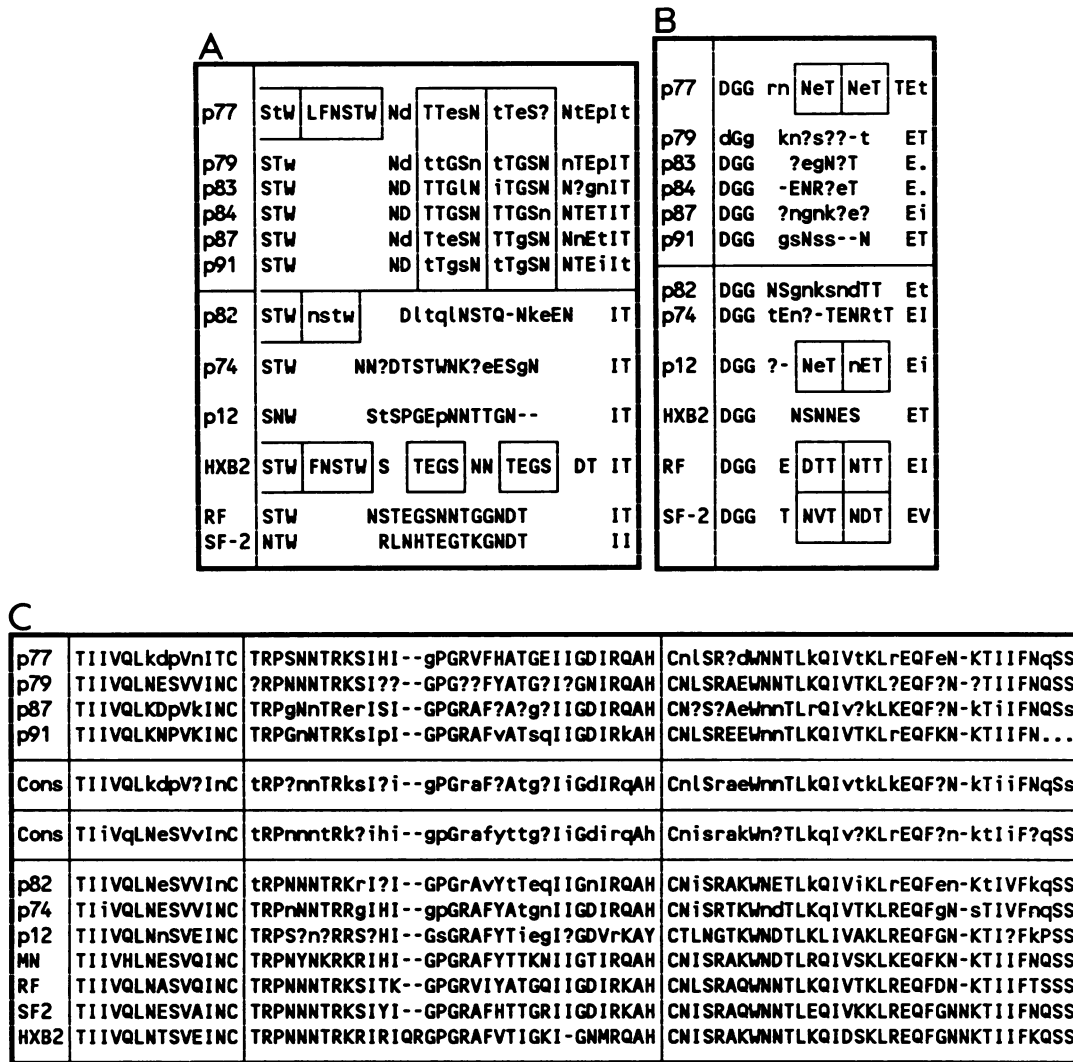 A
p77 StW LFNSTW Nd TTesN tTeS? NtEpIt
p79 STw Nd ttGSn tTGSN nTEpIT
p83 STW ND TTGlN iTGSN N?gnIT
p84 STW ND TTGSN TTGSn NTETIT
p87 STW Nd TteSN TTgSN NnEtIT
p91 STW ND tTgsN tTgSN NTEiIt
p82 STW nstw DltqlNSTQ-NkeEN IT
p74 STW NN?DTSTWNK?eESgN IT
p12 SNW StSPGEpNNTTGN-- IT
HXB2 STW FNSTW S TEGS NN TEGS DT IT
RF STW NSTEGSNNTGGNDT IT
SF-2 NTW RLNHTEGTKGNDT II
B
p77 DGG rn NeT NeT TEt
p79 dGg kn?s??-t ET
p83 DGG ?egN?T E.
p84 DGG -ENR?eT E.
p87 DGG ?ngnk?e? Ei
p91 DGG gsNss--N ET
p82 DGG NSgnksndTT Et
p74 DGG tEn?-TENRtT EI
p12 DGG ?- NeT nET Ei
HXB2 DGG NSNNES ET
RF DGG E DTT NTT EI
SF-2 DGG T NVT NDT EV
C
p77 TIIVQLkdpVnITC TRPSNNTRKSIHI--gPGRVFHATGEIIGDIRQAH CnlSR?dWNNTLKQIVtKLrEQFeN-KTIIFNqSS
p79 TIIVQLNESVVINC ?RPNNNTRKSI??--GPG??FYATG?I?GNIRQAH CNLSRAEWNNTLKQIVTKL?EQF?N-?TIIFNQSS
p87 TIIVQLKDpVkINC TRPgNnTRerISI--GPGRAF?A?g?IIGDIRQAH CN?S?AeWnnTLrQIv?kLKEQF?N-KTiIFNQSs
p91 TIIVQLKNPVKINC TRPGnNTRKsIpI--GPGRAFvATsqIIGDIRkAH CNLSREEWnnTLKQIVTKLrEQFKN-KTIIFN...
Cons TIIVQLkdpV?InC tRP?nnTRksI?i--gPGraF?Atg?IiGdIRqAH CnlSraeWnnTLkQIvtkLkEQF?N-kTiiFNqSs
Cons TIiVqLNeSVvInC tRPnnntRk?ihi--gpGrafyttg?IiGdirqAh CnisrakWn?TLkqIv?KLrEQF?n-ktIiF?qSS
p82 TIIVQLNeSVVInC tRPNNNTRKrI?I--GPGrAvYtTeqIIGnIRQAH CNiSRAKWNETLkQIViKLrEQFen-KtIVFkqSS
p74 TIiVQLNESVVINC TRPnNNTRRgIHI--gpGRAFYAtgnIIGDIRQAH CNiSRTKWndTLKqIVTKLREQFgN-sTIVFnqSS
p12 TIIVQLNnSVEINC TRPS?n?RRS?HI--GsGRAFYTiegI?GDVrKAY CTLNGTKWNDTLKLIVAKLREQFGN-KTI?FkPSS
MN TIIVHLNESVQINC TRPNYNKRKRIHI--GPGRAFYTTKNIIGTIRQAH CNISRAKWNDTLRQIVSKLKEQFKN-KTIIFNQSS
RF TIIVQLNASVQINC TRPNNNTRKSITK--GPGRVIYATGQIIGDIRKAH CNLSRAQWNNTLKQIVTKLREQFDN-KTIIFTSSS
SF2 TIIVQLNESVAINC TRPNNNTRKSIYI--GPGRAFHTTGRIIGDIRKAH CNISRAQWNNTLEQIVKKLREQFGNNKTIIFNQSS
HXB2 TIIVQLNTSVEINC TRPNNNTRKRIRIQRGPGRAFVTIGKI-GNMRQAH CNISRAKWNNTLKQIDSKLREQFGNNKTIIFKQSS